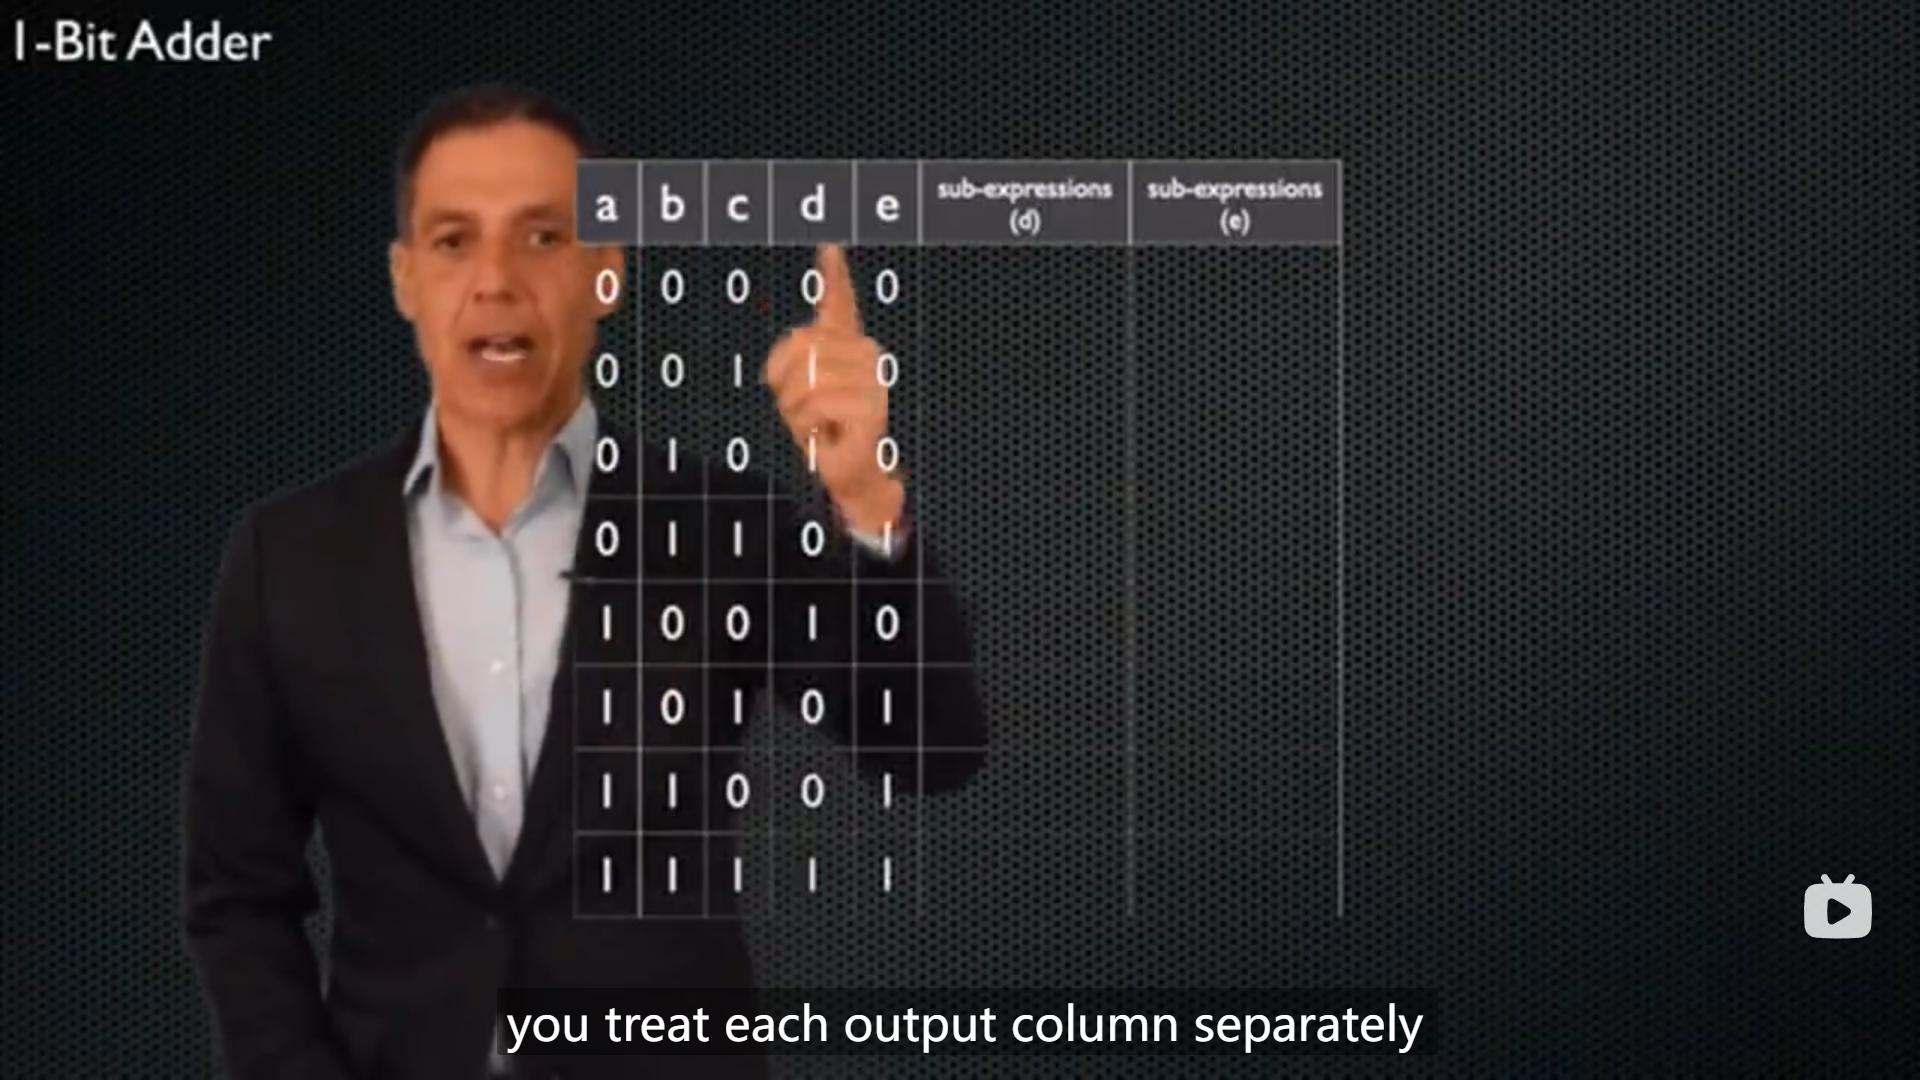 1-Bit Adder
a b c d e sub-expressions (d) sub-expressions (e)
0 0 0 0 0
0 0 1 1 0
0 1 0 1 0
0 1 1 0 1
1 0 0 1 0
1 0 1 0 1
1 1 0 0 1
1 1 1 1 1
you treat each output column separately